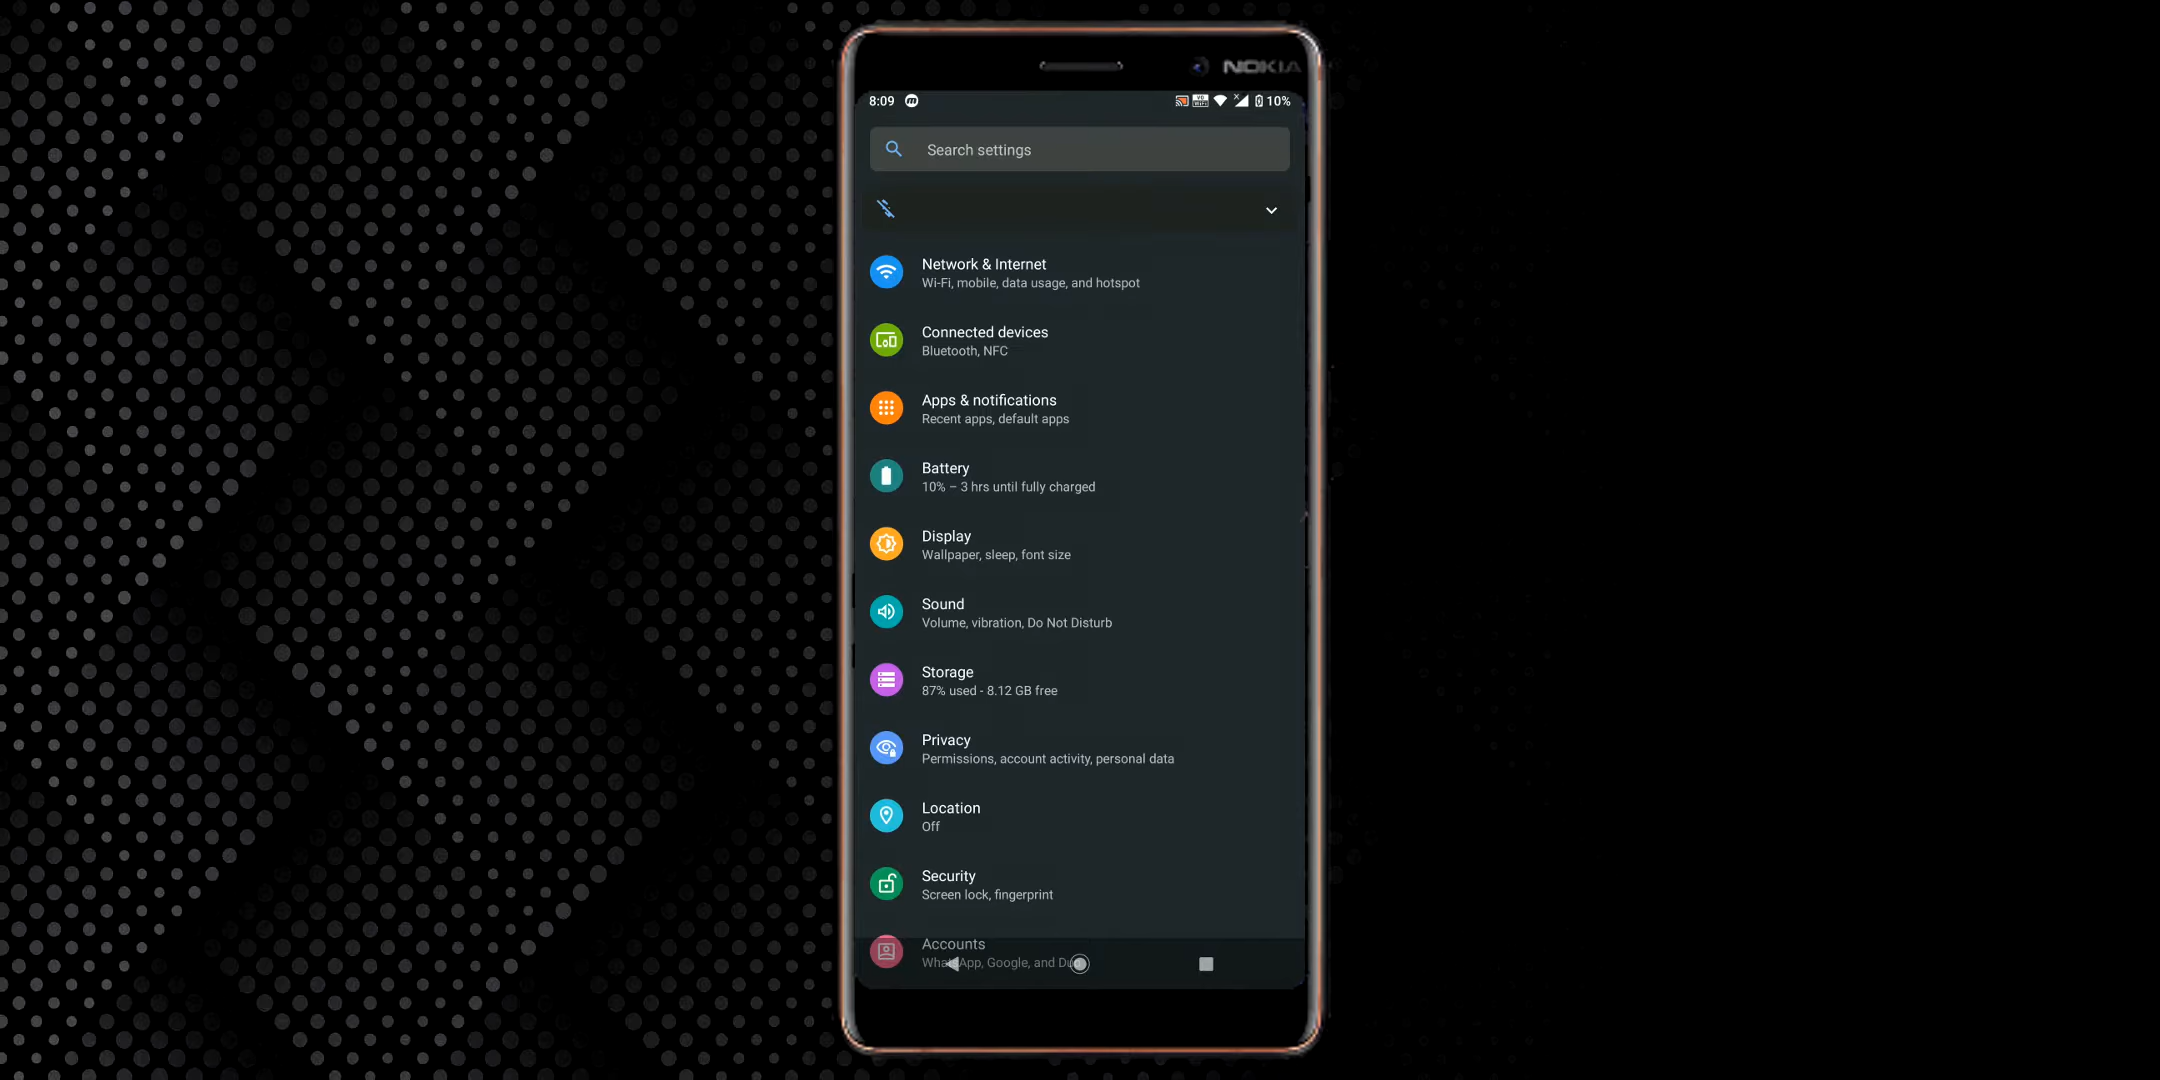 NOKIA
8:09
10%
Search settings
Network & Internet
Wi-Fi, mobile, data usage, and hotspot
Connected devices
Bluetooth, NFC
Apps & notifications
Recent apps, default apps
Battery
10% – 3 hrs until fully charged
Display
Wallpaper, sleep, font size
Sound
Volume, vibration, Do Not Disturb
Storage
87% used - 8.12 GB free
Privacy
Permissions, account activity, personal data
Location
Off
Security
Screen lock, fingerprint
Accounts
WhatsApp, Google, and Duo